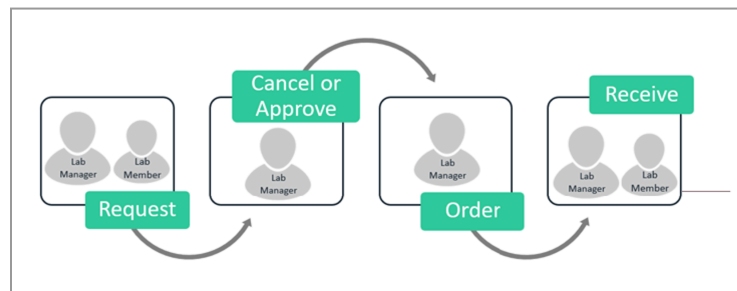 Lab
Manager
Lab
Member
Request
Cancel or
Approve
Lab
Manager
Lab
Manager
Order
Receive
Lab
Manager
Lab
Member